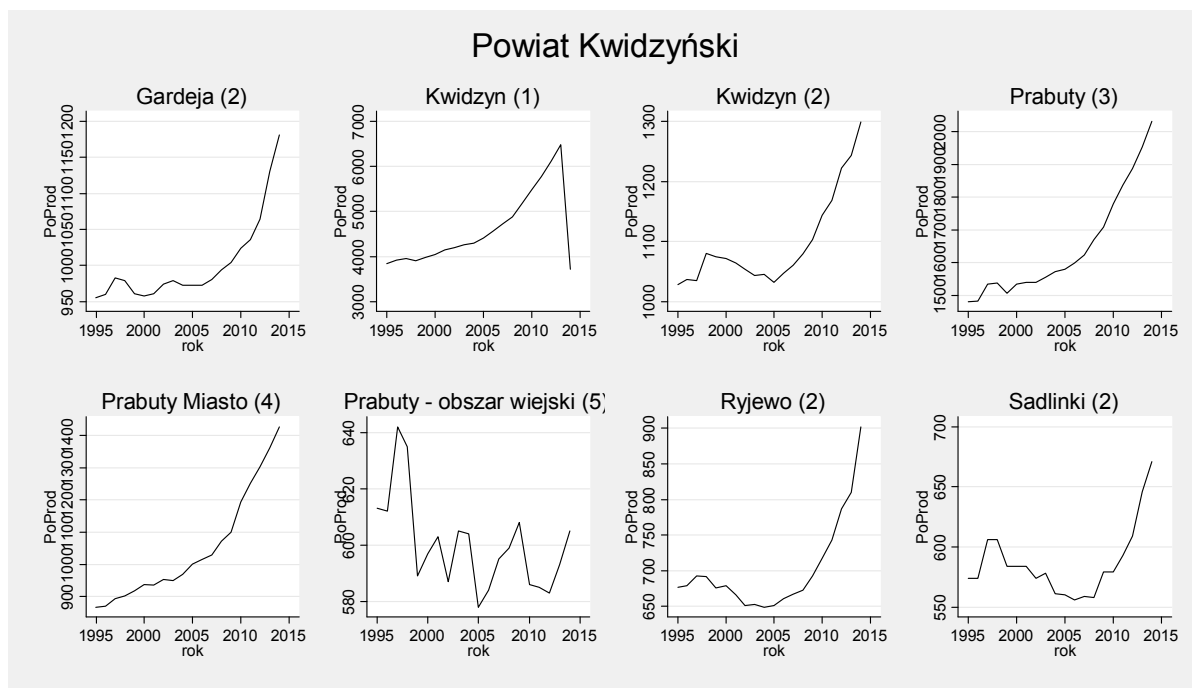 Powiat Kwidzyński
Gardeja (2)
PoProd
950 1000 1050 1100 1150 1200
1995 2000 2005 2010 2015
rok
Kwidzyn (1)
PoProd
3000 4000 5000 6000 7000
1995 2000 2005 2010 2015
rok
Kwidzyn (2)
PoProd
1000 1100 1200 1300
1995 2000 2005 2010 2015
rok
Prabuty (3)
PoProd
1500 1600 1700 1800 1900 2000
1995 2000 2005 2010 2015
rok
Prabuty Miasto (4)
PoProd
900 1000 1100 1200 1300 1400
1995 2000 2005 2010 2015
rok
Prabuty - obszar wiejski (5)
PoProd
580 600 620 640
1995 2000 2005 2010 2015
rok
Ryjewo (2)
PoProd
650 700 750 800 850 900
1995 2000 2005 2010 2015
rok
Sadlinki (2)
PoProd
550 600 650 700
1995 2000 2005 2010 2015
rok